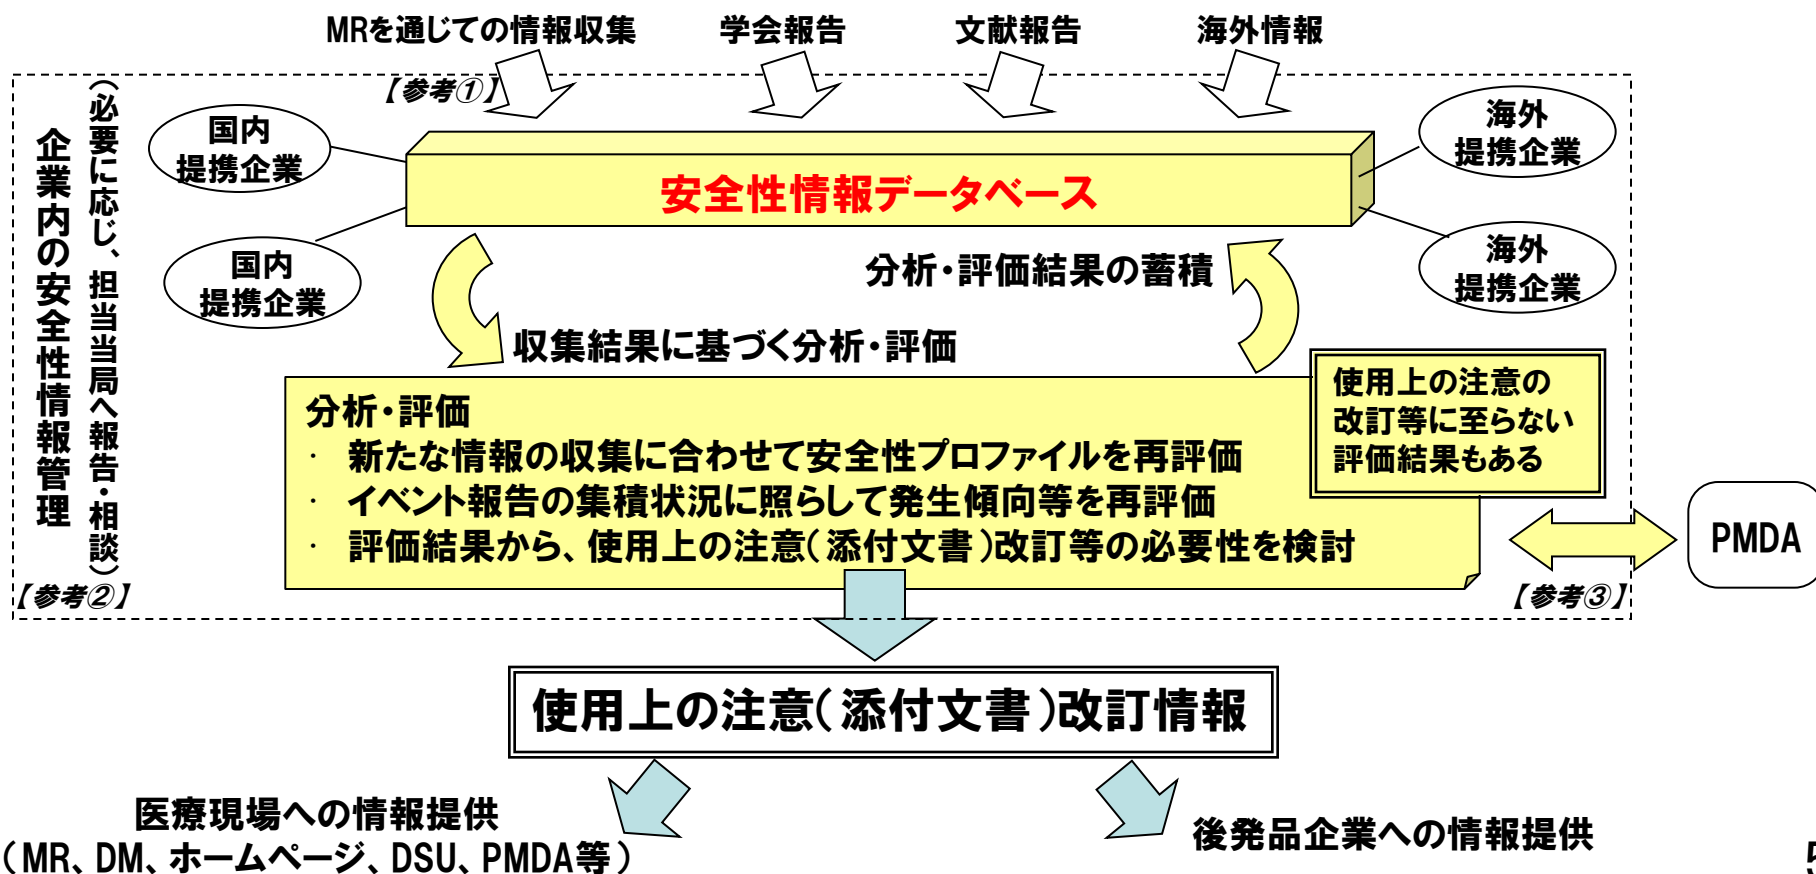 MRを通じての情報収集
学会報告
文献報告
海外情報
【参考①】
企業内の安全性情報管理
（必要に応じ、担当当局へ報告・相談）
国内
提携企業
国内
提携企業
安全性情報データベース
海外
提携企業
海外
提携企業
分析・評価結果の蓄積
収集結果に基づく分析・評価
使用上の注意の
改訂等に至らない
評価結果もある
分析・評価
· 新たな情報の収集に合わせて安全性プロファイルを再評価
· イベント報告の集積状況に照らして発生傾向等を再評価
· 評価結果から、使用上の注意（添付文書）改訂等の必要性を検討
PMDA
【参考②】
【参考③】
使用上の注意（添付文書）改訂情報
医療現場への情報提供
（MR、DM、ホームページ、DSU、PMDA等）
後発品企業への情報提供